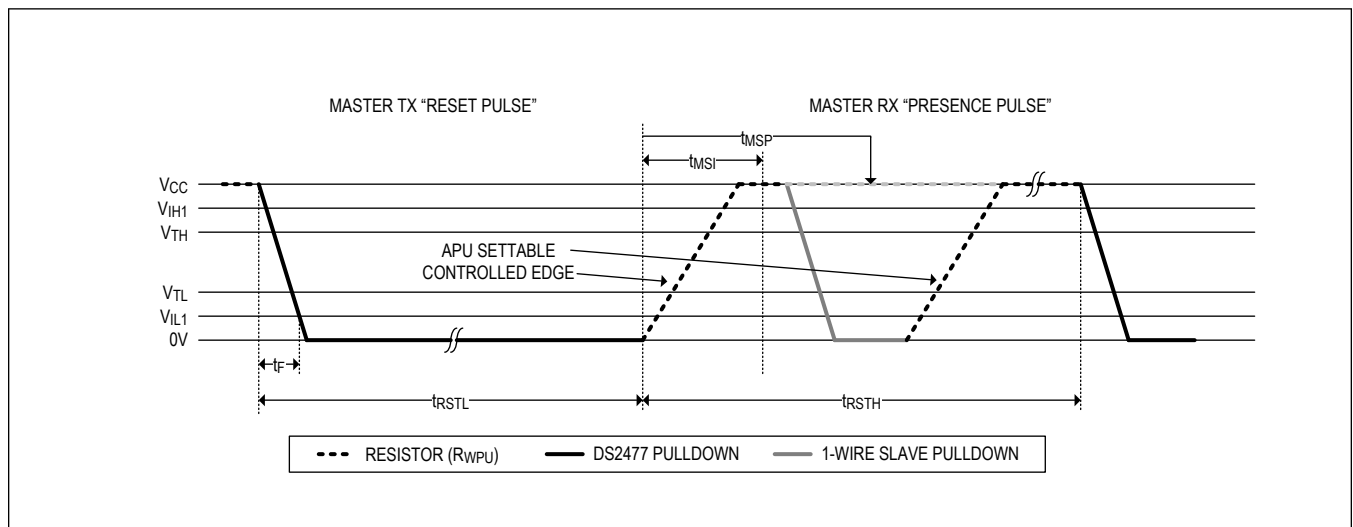 MASTER TX “RESET PULSE”
MASTER RX “PRESENCE PULSE”
tMSP
tMSI
VCC
VIH1
VTH
APU SETTABLE
CONTROLLED EDGE
VTL
VIL1
0V
tF
tRSTL
tRSTH
RESISTOR (RWPU)
DS2477 PULLDOWN
1-WIRE SLAVE PULLDOWN